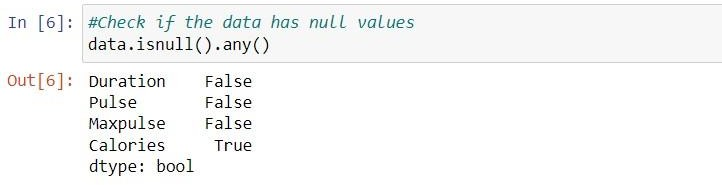 In [6]: #Check if the data has null values
data.isnull().any()
Out[6]: Duration    False
Pulse       False
Maxpulse    False
Calories     True
dtype: bool